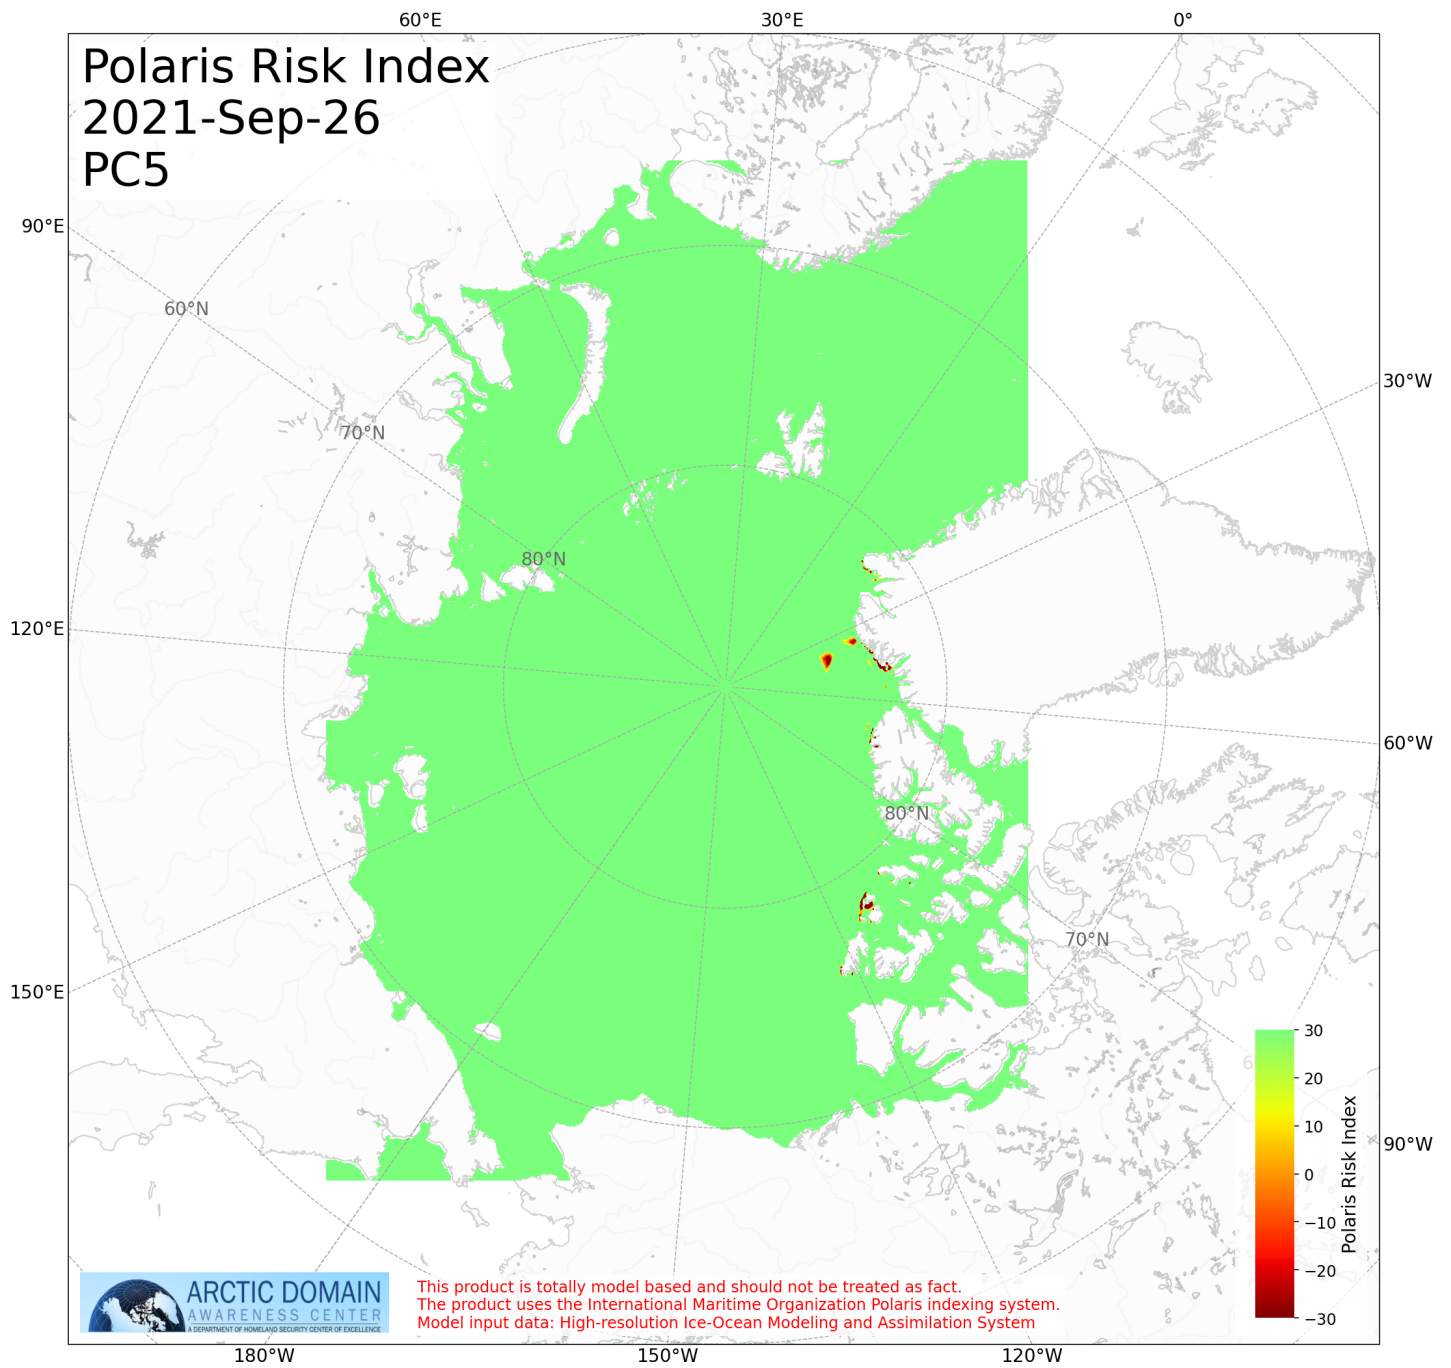 60°E
30°E
0°
Polaris Risk Index
2021-Sep-26
PC5
90°E
60°N
30°W
70°N
80°N
120°E
60°W
80°N
70°N
150°E
30
20
10
0
−10
−20
−30
Polaris Risk Index
90°W
ARCTIC DOMAIN
AWARENESS CENTER
A DEPARTMENT OF HOMELAND SECURITY CENTER OF EXCELLENCE
This product is totally model based and should not be treated as fact.
The product uses the International Maritime Organization Polaris indexing system.
Model input data: High-resolution Ice-Ocean Modeling and Assimilation System
180°W
150°W
120°W